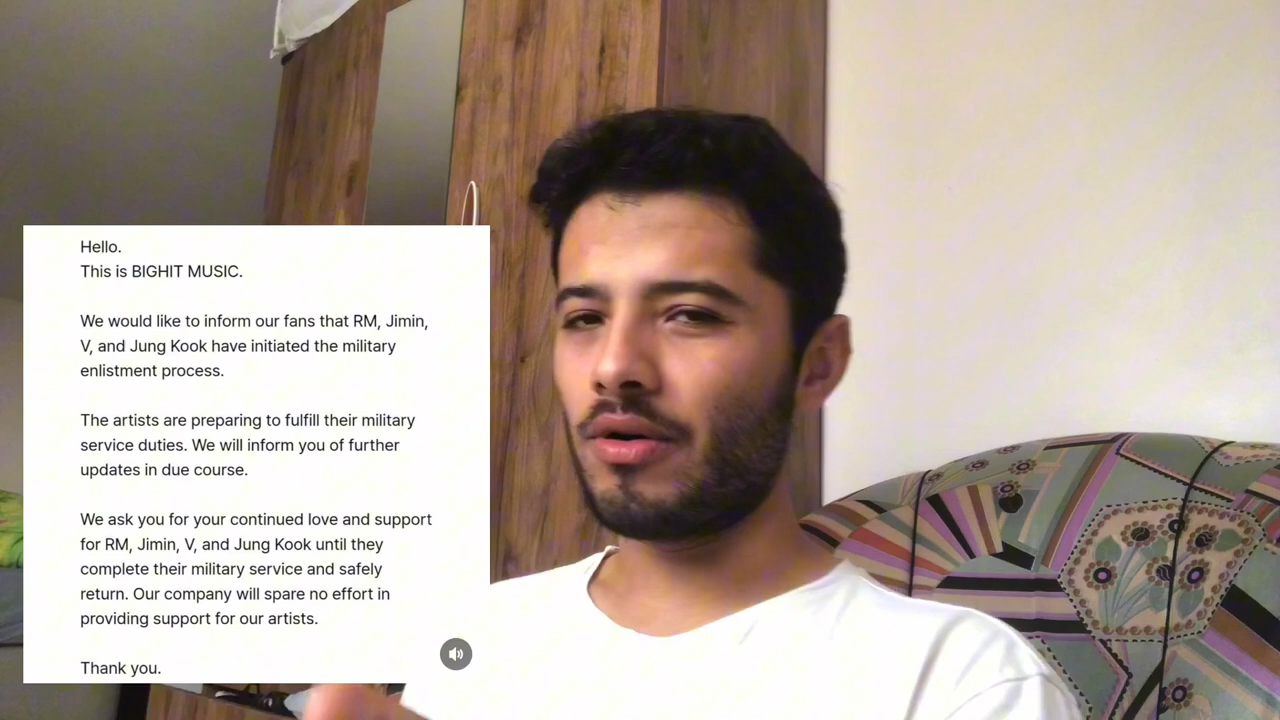 Hello.
This is BIGHIT MUSIC.
We would like to inform our fans that RM, Jimin,
V, and Jung Kook have initiated the military
enlistment process.
The artists are preparing to fulfill their military
service duties. We will inform you of further
updates in due course.
We ask you for your continued love and support
for RM, Jimin, V, and Jung Kook until they
complete their military service and safely
return. Our company will spare no effort in
providing support for our artists.
Thank you.